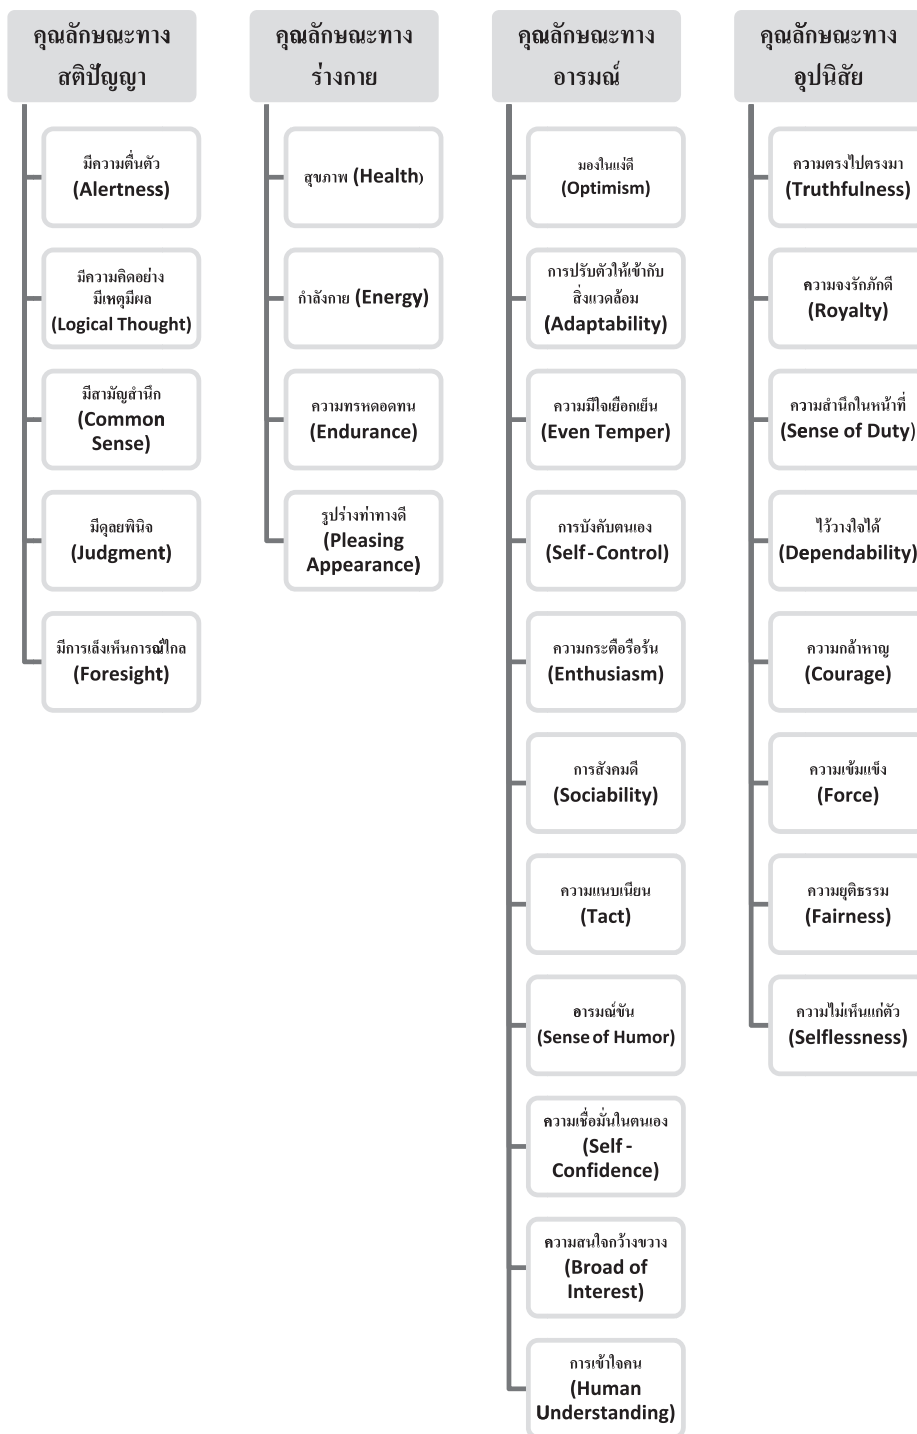 คุณลักษณะทาง
สติปัญญา
มีความตื่นตัว
(Alertness)
มีความคิดอย่าง
มีเหตุมีผล
(Logical Thought)
มีสามัญสำนึก
(Common
Sense)
มีดุลยพินิจ
(Judgment)
มีการเล็งเห็นการณ์ไกล
(Foresight)
คุณลักษณะทาง
ร่างกาย
สุขภาพ (Health)
กำลังกาย (Energy)
ความทรหดอดทน
(Endurance)
รูปร่างท่าทางดี
(Pleasing
Appearance)
คุณลักษณะทาง
อารมณ์
มองในแง่ดี
(Optimism)
การปรับตัวให้เข้ากับ
สิ่งแวดล้อม
(Adaptability)
ความมีใจเยือกเย็น
(Even Temper)
การบังคับตนเอง
(Self-Control)
ความกระตือรือร้น
(Enthusiasm)
การสังคมดี
(Sociability)
ความแนบเนียน
(Tact)
อารมณ์ขัน
(Sense of Humor)
ความเชื่อมั่นในตนเอง
(Self -
Confidence)
ความสนใจกว้างขวาง
(Broad of
Interest)
การเข้าใจคน
(Human
Understanding)
คุณลักษณะทาง
อุปนิสัย
ความตรงไปตรงมา
(Truthfulness)
ความจงรักภักดี
(Royalty)
ความสำนึกในหน้าที่
(Sense of Duty)
ไว้วางใจได้
(Dependability)
ความกล้าหาญ
(Courage)
ความเข้มแข็ง
(Force)
ความยุติธรรม
(Fairness)
ความไม่เห็นแก่ตัว
(Selflessness)